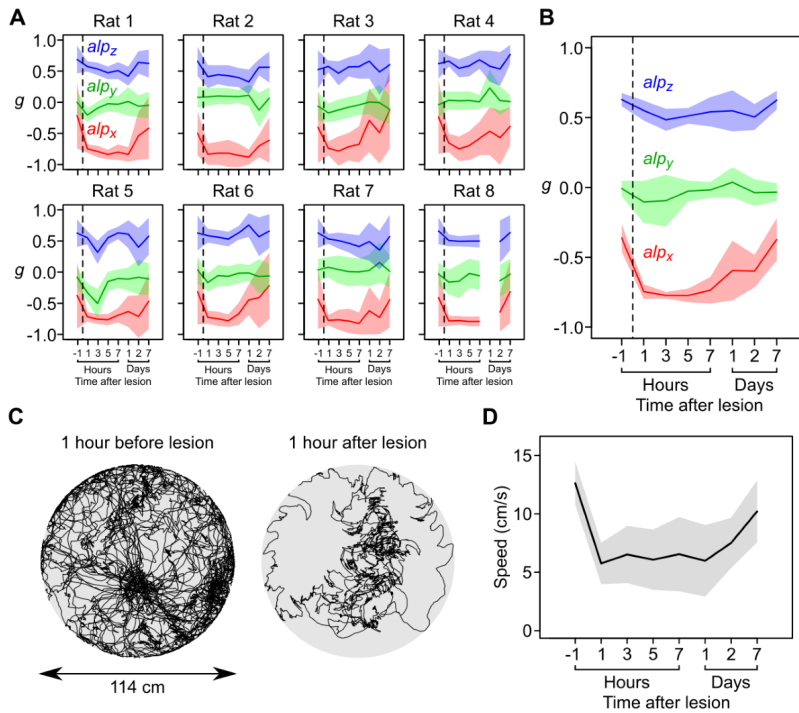 A
Rat 1 Rat 2 Rat 3 Rat 4
1.0
0.5
0.0
-0.5
-1.0
g
alpz
alpy
alpx
Rat 5 Rat 6 Rat 7 Rat 8
1.0
0.5
0.0
-0.5
-1.0
g
-1 1 3 5 7 1 2 7 -1 1 3 5 7 1 2 7 -1 1 3 5 7 1 2 7 -1 1 3 5 7 1 2 7
Hours Days Hours Days Hours Days Hours Days
Time after lesion Time after lesion Time after lesion Time after lesion
B
1.0
0.5
0.0
-0.5
-1.0
g
alpz
alpy
alpx
-1 1 3 5 7 1 2 7
Hours Days
Time after lesion
C
1 hour before lesion 1 hour after lesion
114 cm
D
15
10
5
0
Speed (cm/s)
-1 1 3 5 7 1 2 7
Hours Days
Time after lesion